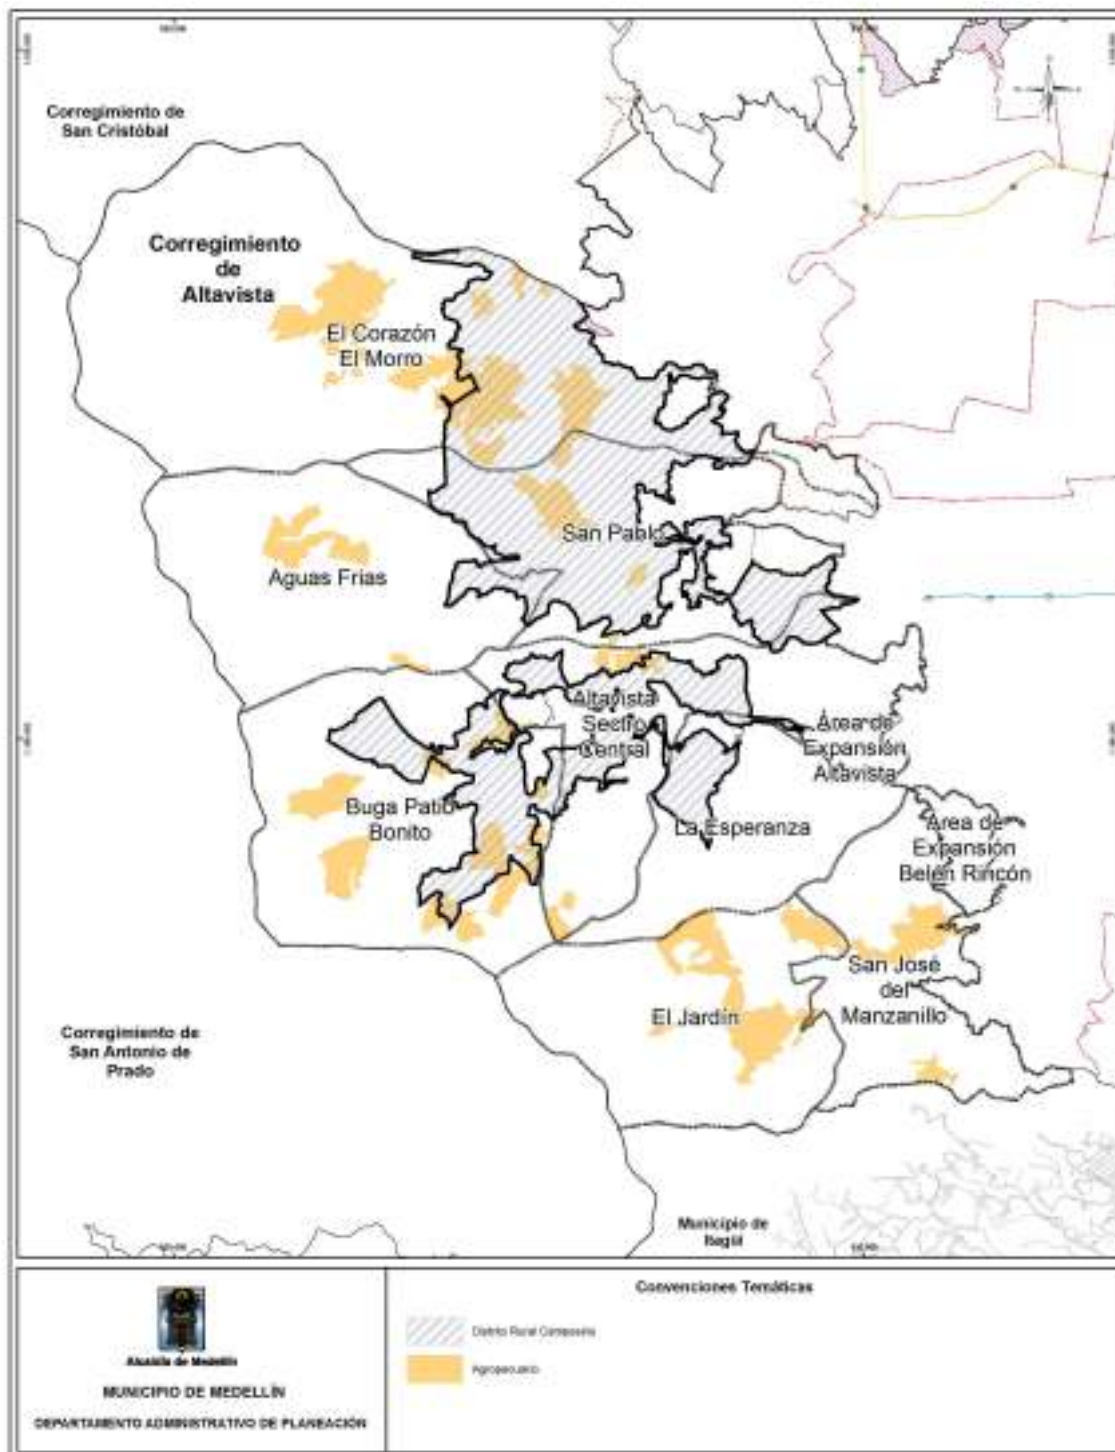 Corregimiento de
San Cristóbal
Corregimiento
de
Altavista
El Corazón
El Morro
San Pablo
Aguas Frías
Altavista
Sector
Central
Área de
Expansión
Altavista
Buga Patio
Bonito
La Esperanza
Área de
Expansión
Belén Rincón
San José
del
Manzanillo
El Jardín
Corregimiento de
San Antonio de
Prado
Municipio de
Itagüí
Convenciones Temáticas
Distrito Rural Campesino
Agropecuario
Alcaldía de Medellín
MUNICIPIO DE MEDELLÍN
DEPARTAMENTO ADMINISTRATIVO DE PLANEACIÓN